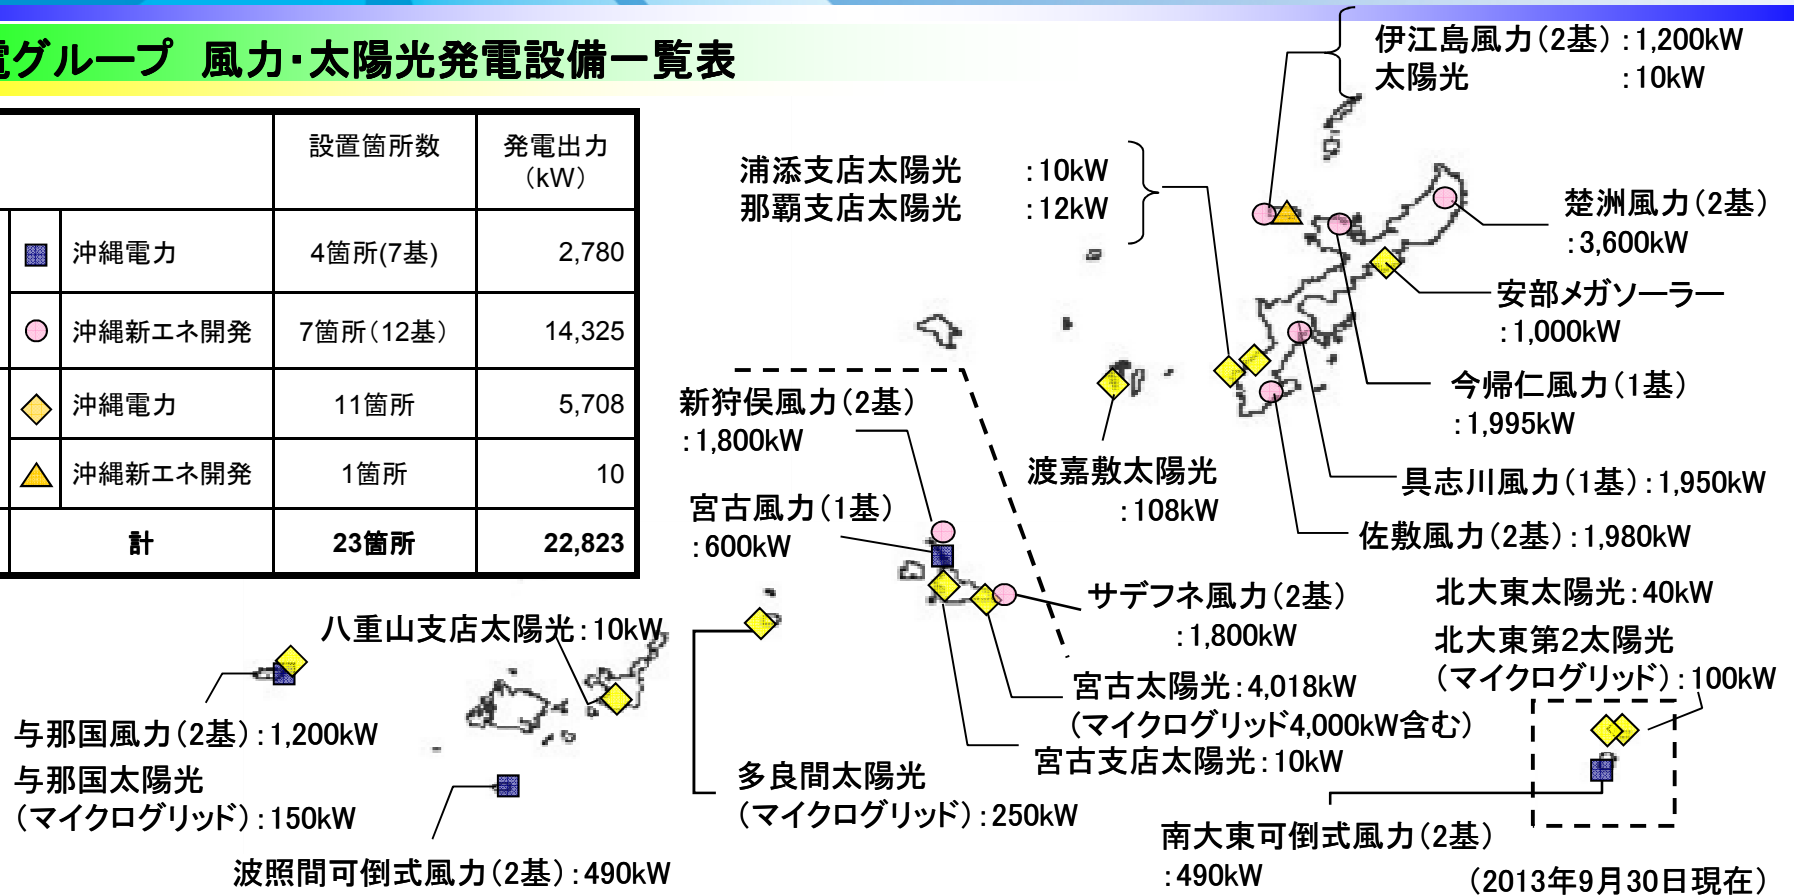 電グループ 風力・太陽光発電設備一覧表
設置箇所数
発電出力
(kW)
沖縄電力 4箇所(7基) 2,780
沖縄新エネ開発 7箇所(12基) 14,325
沖縄電力 11箇所 5,708
沖縄新エネ開発 1箇所 10
計 23箇所 22,823
伊江島風力(2基):1,200kW
太陽光 :10kW
浦添支店太陽光 :10kW
那覇支店太陽光 :12kW
楚洲風力(2基)
:3,600kW
安部メガソーラー
:1,000kW
今帰仁風力(1基)
:1,995kW
具志川風力(1基):1,950kW
佐敷風力(2基):1,980kW
渡嘉敷太陽光
:108kW
新狩俣風力(2基)
:1,800kW
宮古風力(1基)
:600kW
サデフネ風力(2基)
:1,800kW
宮古太陽光:4,018kW
(マイクログリッド4,000kW含む)
宮古支店太陽光:10kW
北大東太陽光:40kW
北大東第2太陽光
(マイクログリッド):100kW
八重山支店太陽光:10kW
与那国風力(2基):1,200kW
与那国太陽光
(マイクログリッド):150kW
波照間可倒式風力(2基):490kW
多良間太陽光
(マイクログリッド):250kW
南大東可倒式風力(2基)
:490kW
(2013年9月30日現在)